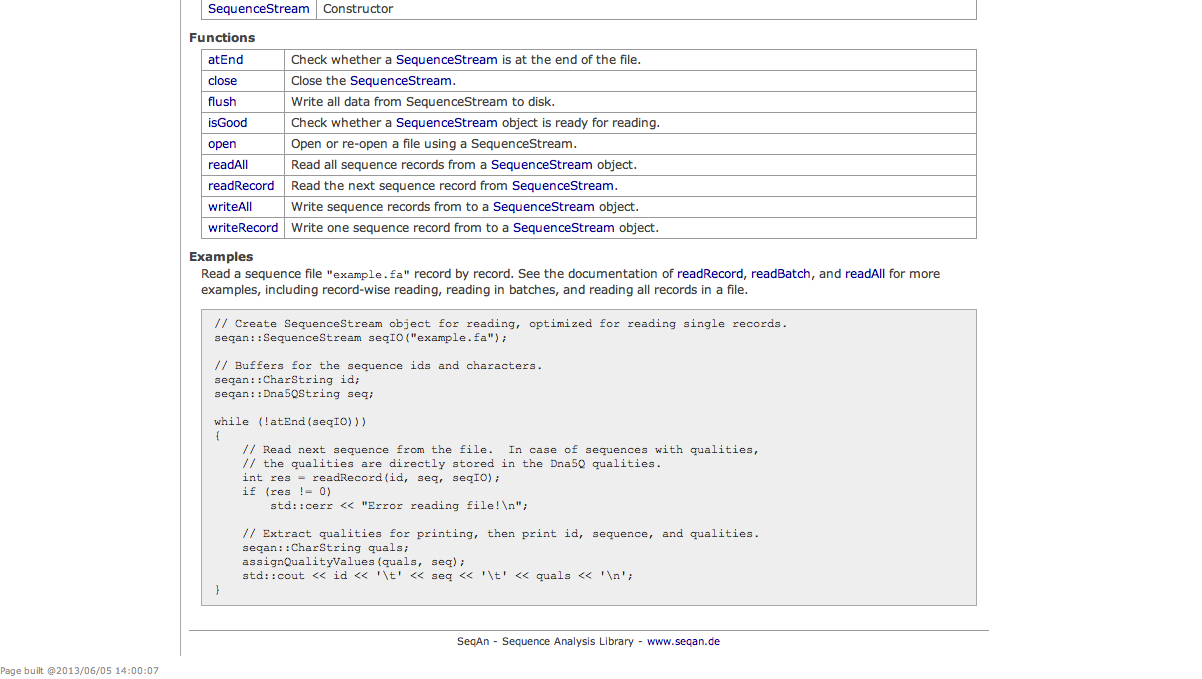 SequenceStream Constructor
Functions
atEnd Check whether a SequenceStream is at the end of the file.
close Close the SequenceStream.
flush Write all data from SequenceStream to disk.
isGood Check whether a SequenceStream object is ready for reading.
open Open or re-open a file using a SequenceStream.
readAll Read all sequence records from a SequenceStream object.
readRecord Read the next sequence record from SequenceStream.
writeAll Write sequence records from to a SequenceStream object.
writeRecord Write one sequence record from to a SequenceStream object.
Examples
Read a sequence file "example.fa" record by record. See the documentation of readRecord, readBatch, and readAll for more
examples, including record-wise reading, reading in batches, and reading all records in a file.
// Create SequenceStream object for reading, optimized for reading single records.
seqan::SequenceStream seqIO("example.fa");
// Buffers for the sequence ids and characters.
seqan::CharString id;
seqan::Dna5QString seq;
while (!atEnd(seqIO)))
{
    // Read next sequence from the file.  In case of sequences with qualities,
    // the qualities are directly stored in the Dna5Q qualities.
    int res = readRecord(id, seq, seqIO);
    if (res != 0)
        std::cerr << "Error reading file!\n";
    // Extract qualities for printing, then print id, sequence, and qualities.
    seqan::CharString quals;
    assignQualityValues(quals, seq);
    std::cout << id << '\t' << seq << '\t' << quals << '\n';
}
SeqAn - Sequence Analysis Library - www.seqan.de
Page built @2013/06/05 14:00:07